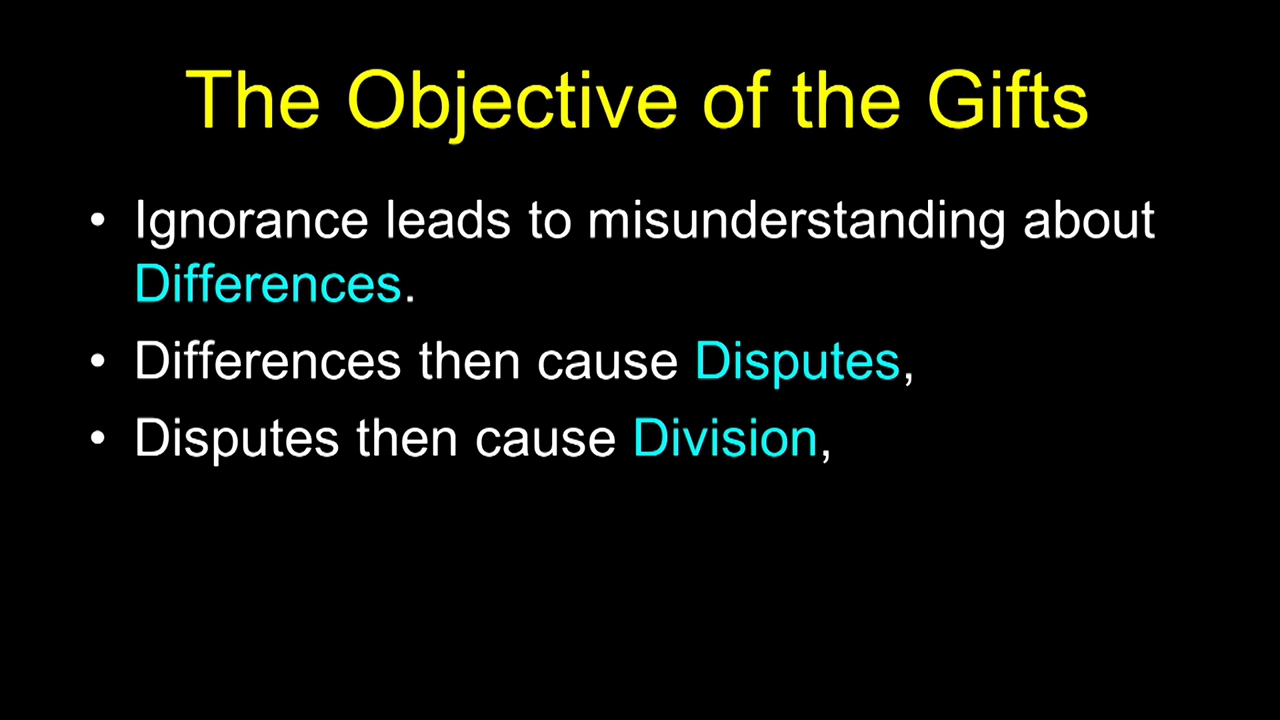 The Objective of the Gifts
• Ignorance leads to misunderstanding about
Differences.
• Differences then cause Disputes,
• Disputes then cause Division,